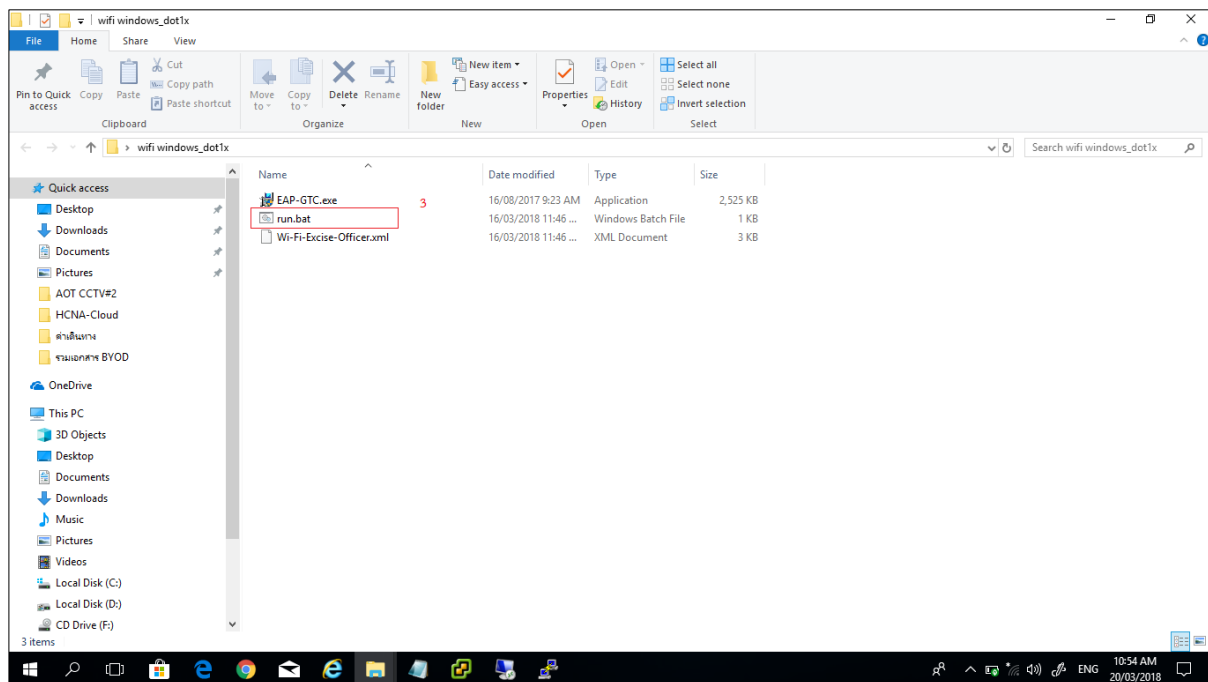 wifi windows_dot1x
File Home Share View
Pin to Quick access
Copy
Paste
Cut
Copy path
Paste shortcut
Clipboard
Move to
Copy to
Delete
Rename
Organize
New folder
New item
Easy access
New
Properties
Open
Edit
History
Open
Select all
Select none
Invert selection
Select
wifi windows_dot1x
Search wifi windows_dot1x
Name Date modified Type Size
EAP-GTC.exe 16/08/2017 9:23 AM Application 2,525 KB
3
run.bat 16/03/2018 11:46 ... Windows Batch File 1 KB
Wi-Fi-Excise-Officer.xml 16/03/2018 11:46 ... XML Document 3 KB
Quick access
Desktop
Downloads
Documents
Pictures
AOT CCTV#2
HCNA-Cloud
ค่าเดินทาง
รวมเอกสาร BYOD
OneDrive
This PC
3D Objects
Desktop
Documents
Downloads
Music
Pictures
Videos
Local Disk (C:)
Local Disk (D:)
CD Drive (F:)
3 items
ENG
10:54 AM
20/03/2018